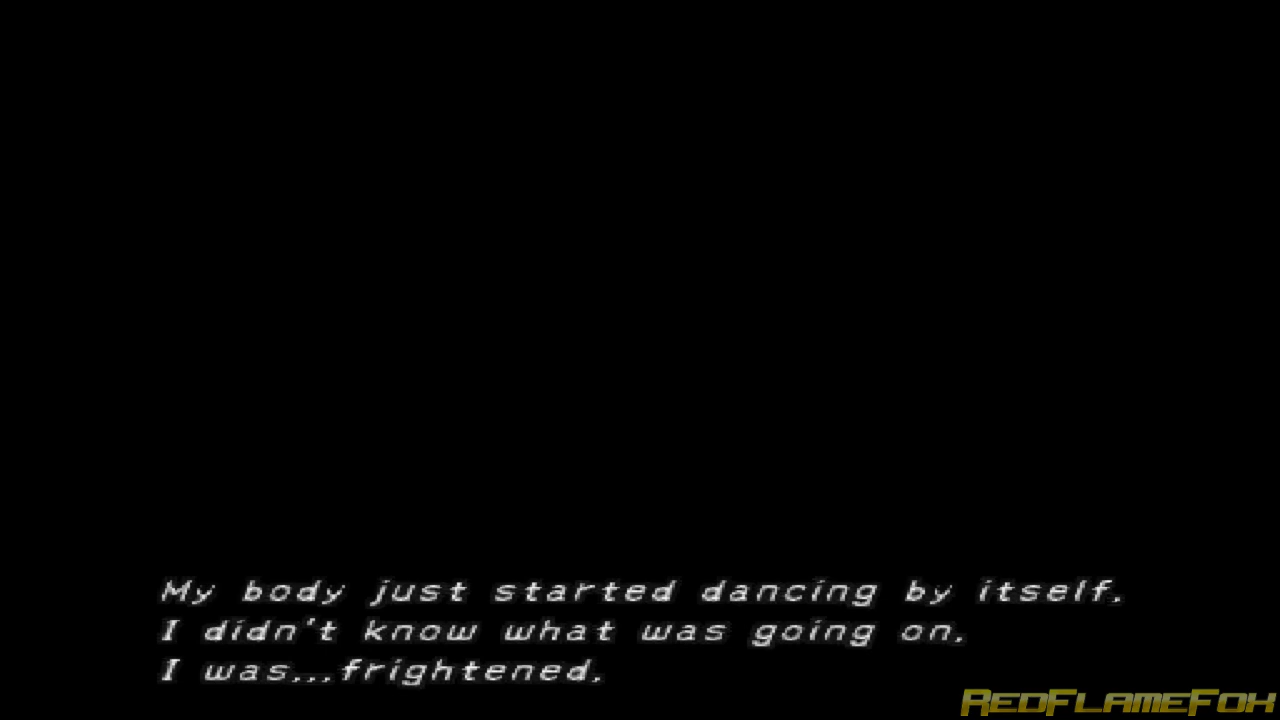 My body just started dancing by itself.
I didn't know what was going on.
I was...frightened.
RedFlameFox